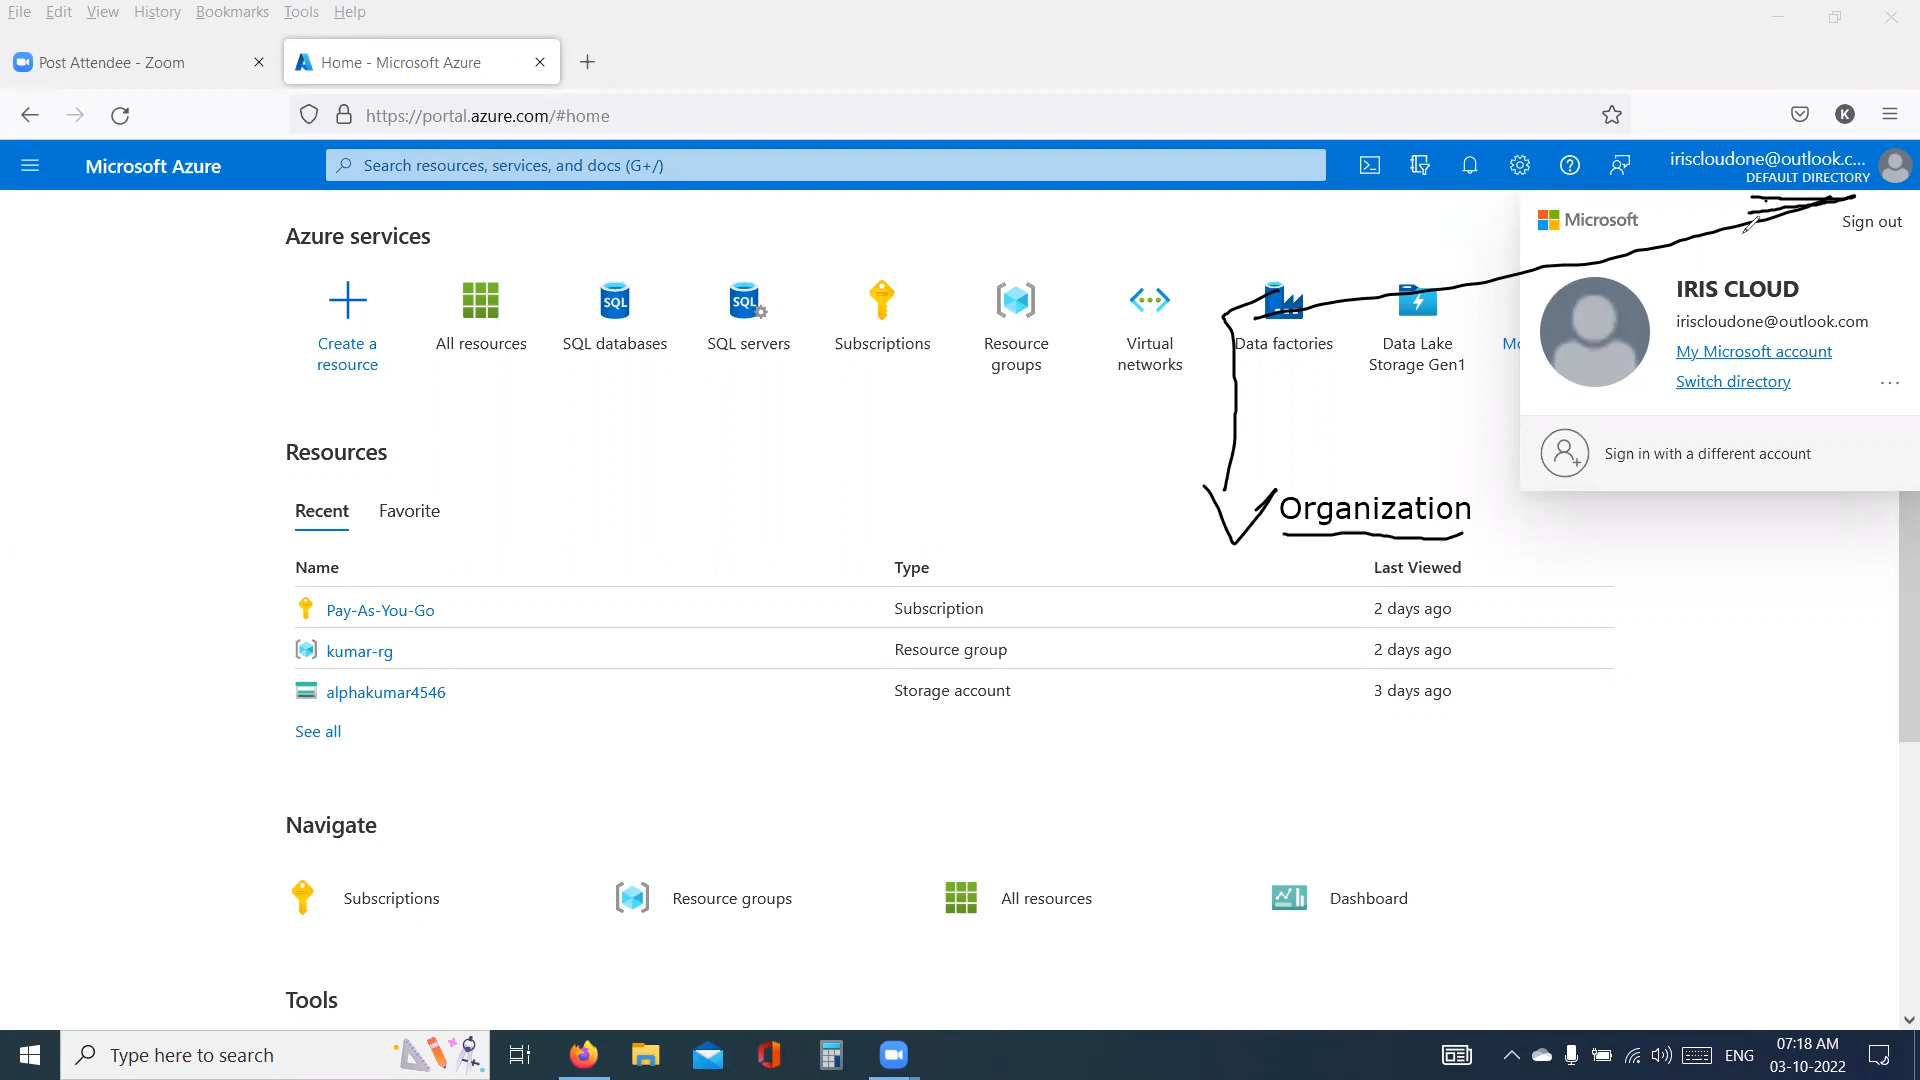 File Edit View History Bookmarks Tools Help
Post Attendee - Zoom
Home - Microsoft Azure
https://portal.azure.com/#home
K
Microsoft Azure
Search resources, services, and docs (G+/)
iriscloudone@outlook.c...
DEFAULT DIRECTORY
Microsoft
Sign out
IRIS CLOUD
iriscloudone@outlook.com
My Microsoft account
Switch directory
Sign in with a different account
Azure services
Create a resource
All resources
SQL
SQL databases
SQL
SQL servers
Subscriptions
Resource groups
Virtual networks
Data factories
Data Lake Storage Gen1
Mo
Resources
Recent Favorite
Organization
Name Type Last Viewed
Pay-As-You-Go Subscription 2 days ago
kumar-rg Resource group 2 days ago
alphakumar4546 Storage account 3 days ago
See all
Navigate
Subscriptions Resource groups All resources Dashboard
Tools
Type here to search
ENG
07:18 AM
03-10-2022